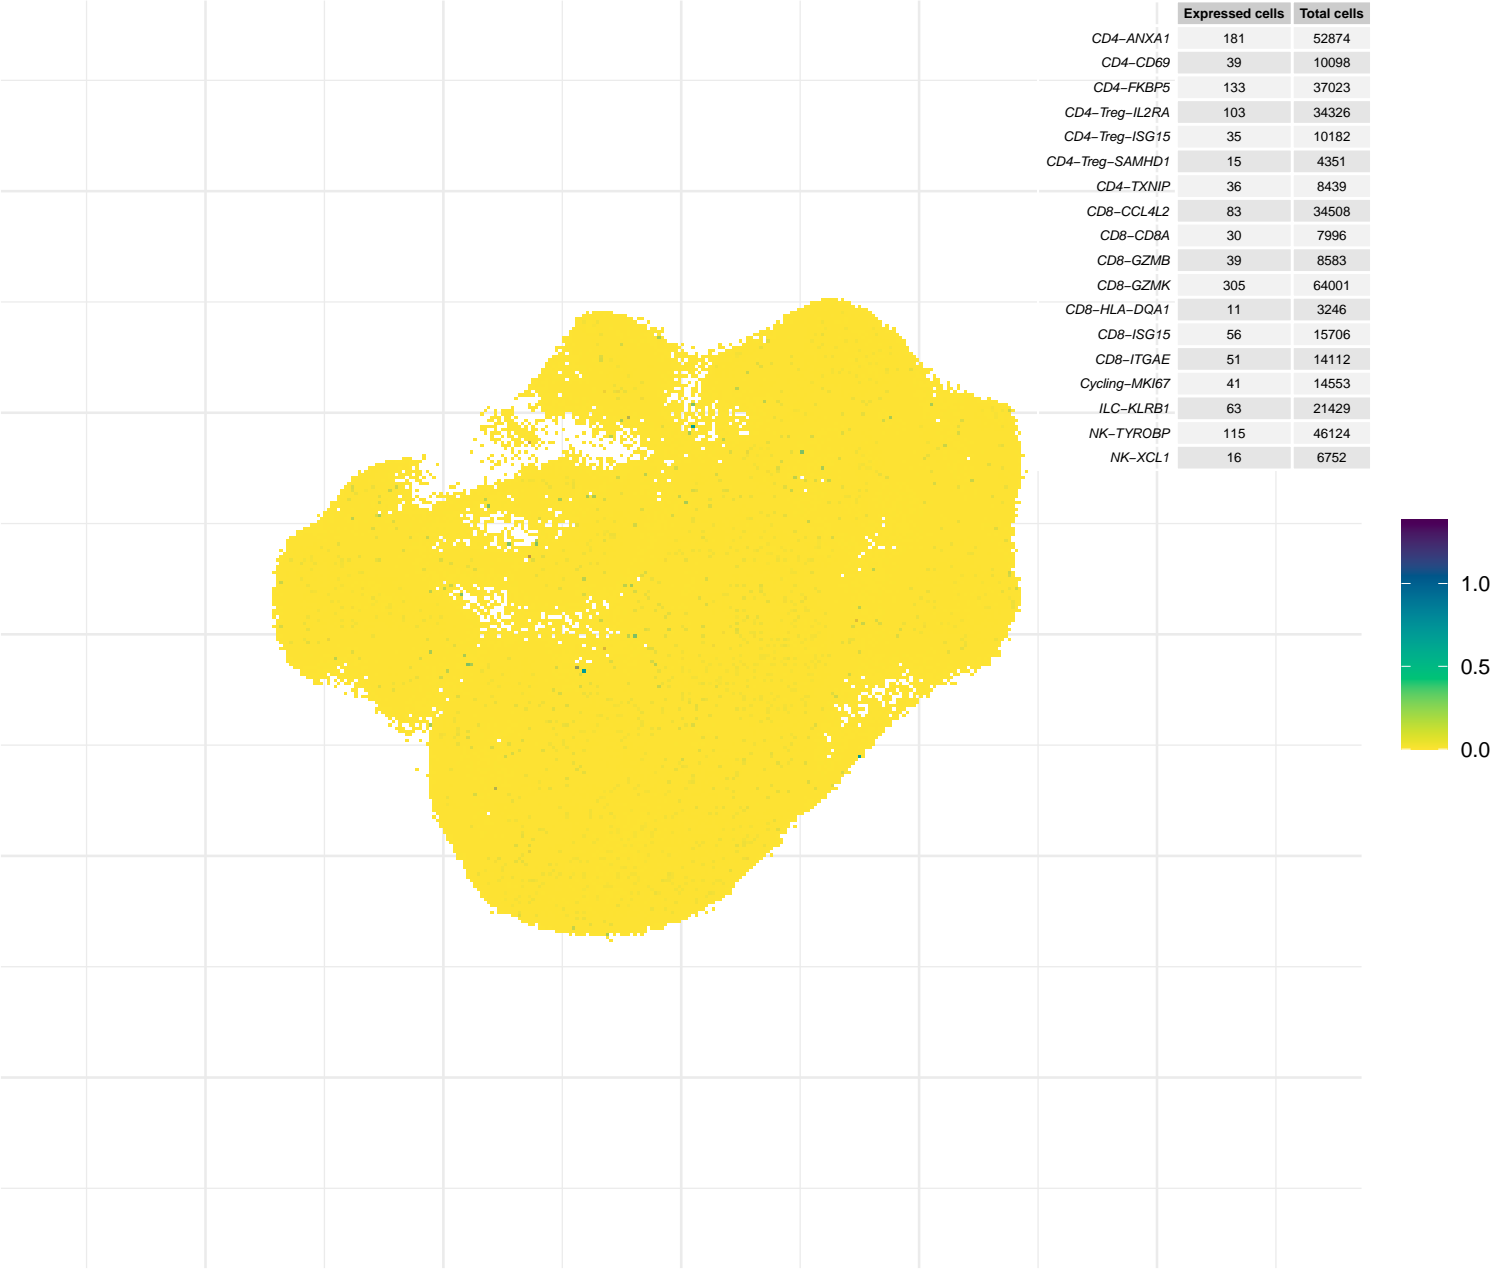 Expressed cells Total cells
CD4−ANXA1 181 52874
CD4−CD69 39 10098
CD4−FKBP5 133 37023
CD4−Treg−IL2RA 103 34326
CD4−Treg−ISG15 35 10182
CD4−Treg−SAMHD1 15 4351
CD4−TXNIP 36 8439
CD8−CCL4L2 83 34508
CD8−CD8A 30 7996
CD8−GZMB 39 8583
CD8−GZMK 305 64001
CD8−HLA−DQA1 11 3246
CD8−ISG15 56 15706
CD8−ITGAE 51 14112
Cycling−MKI67 41 14553
ILC−KLRB1 63 21429
NK−TYROBP 115 46124
NK−XCL1 16 6752
1.0
0.5
0.0